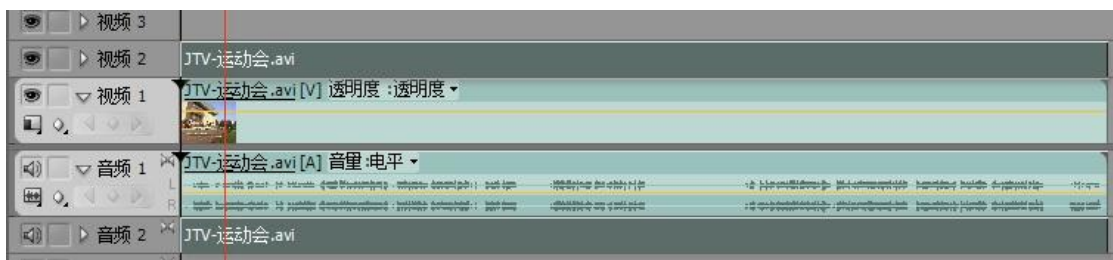 视频 3
视频 2 JTV-运动会.avi
视频 1 JTV-运动会.avi [V] 透明度 :透明度
音频 1 JTV-运动会.avi [A] 音量 :电平
L
R
音频 2 JTV-运动会.avi